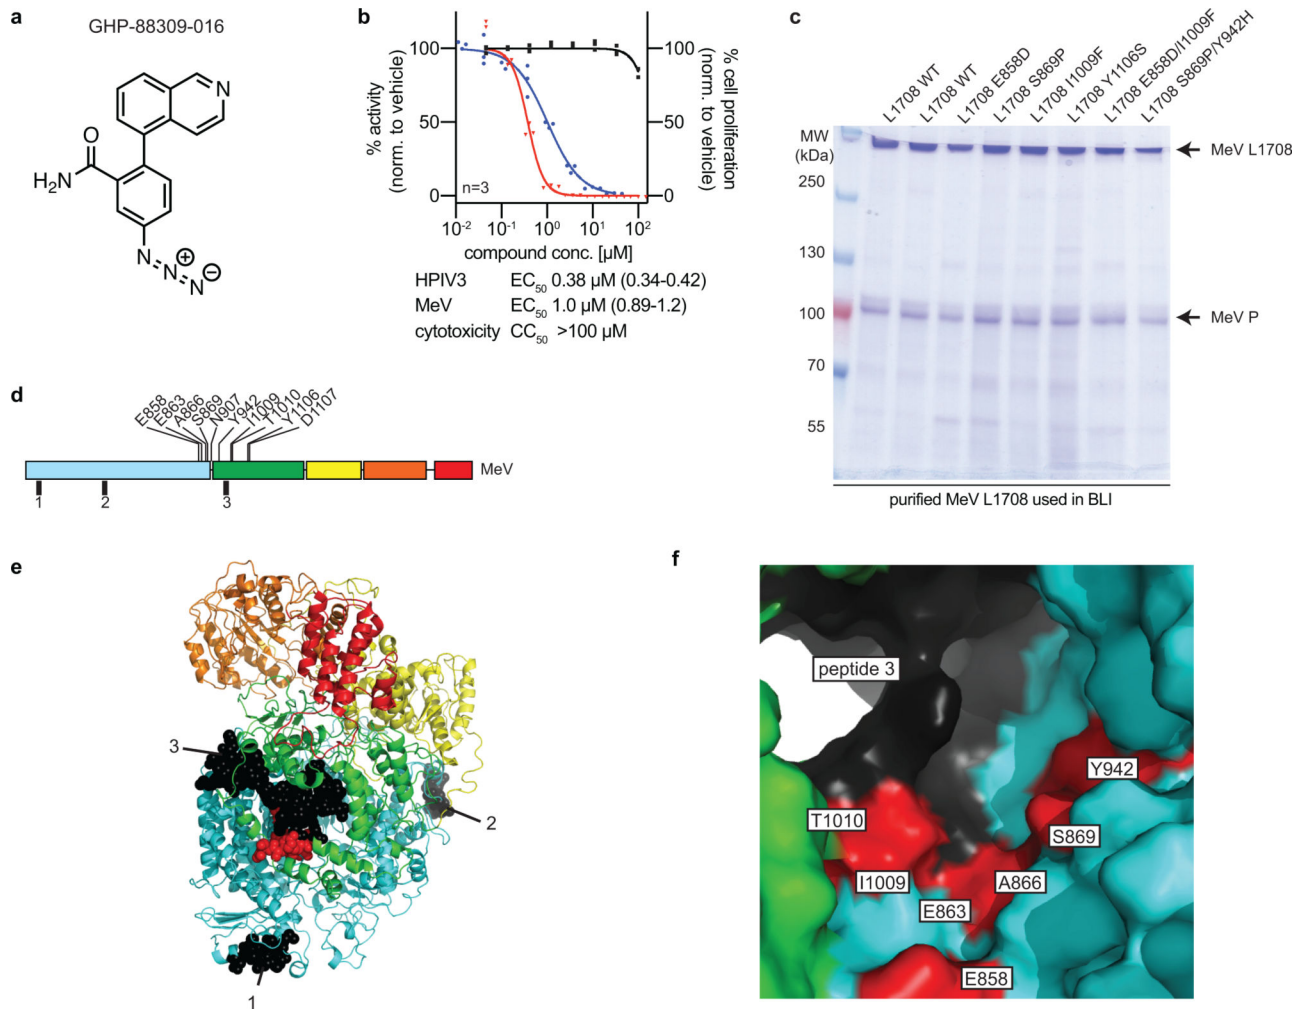 a
GHP-88309-016
N
O
H₂N
N N N
⊕ ⊖
b
% activity
(norm. to vehicle)
100
50
0
n=3
100
50
0
% cell proliferation
(norm. to vehicle)
10⁻² 10⁻¹ 10⁰ 10¹ 10²
compound conc. [µM]
HPIV3 EC₅₀ 0.38 µM (0.34-0.42)
MeV EC₅₀ 1.0 µM (0.89-1.2)
cytotoxicity CC₅₀ >100 µM
c
L1708 WT
L1708 WT
L1708 E858D
L1708 S869P
L1708 I1009F
L1708 Y1106S
L1708 E858D/I1009F
L1708 S869P/Y942H
MW
(kDa)
250
130
100
70
55
MeV L1708
MeV P
purified MeV L1708 used in BLI
d
E858
E863
A866
S869
N907
Y942
I1009
T1010
Y1106
D1107
MeV
1 2 3
e
3
2
1
f
peptide 3
Y942
T1010
S869
I1009
A866
E863
E858